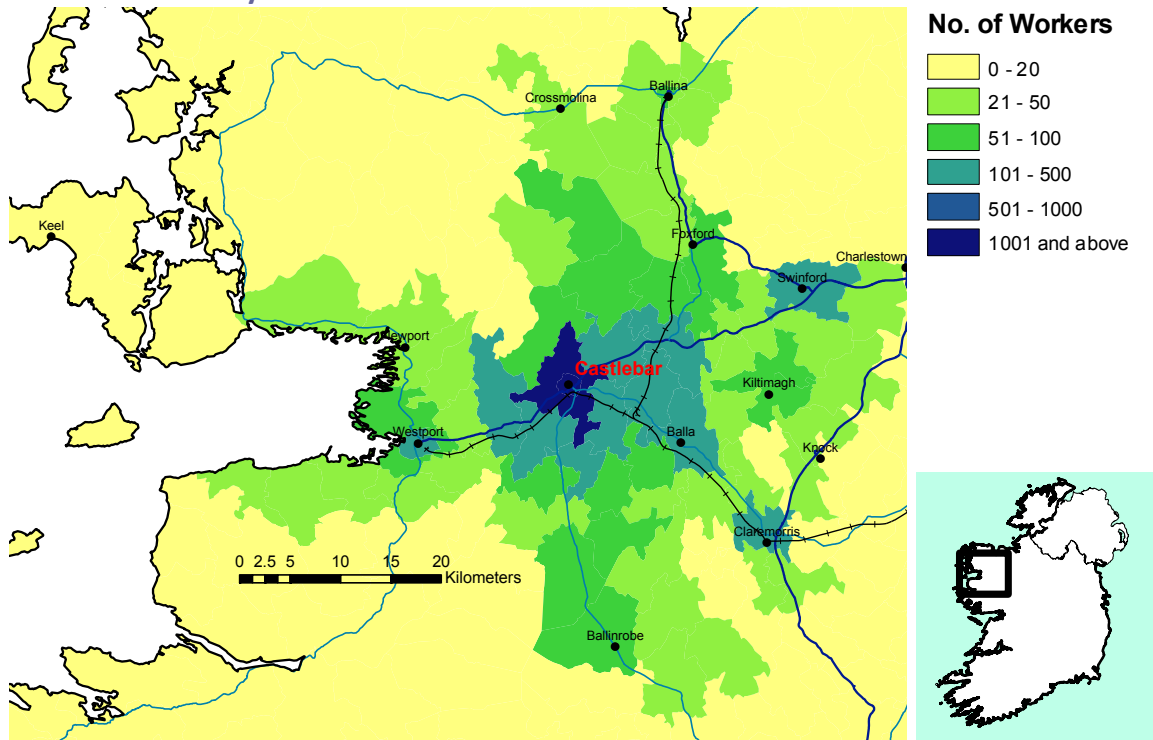 No. of Workers
0 - 20
21 - 50
51 - 100
101 - 500
501 - 1000
1001 and above
Crossmolina
Ballina
Keel
Foxford
Charlestown
Swinford
Newport
Castlebar
Kiltimagh
Westport
Balla
Knock
Claremorris
0 2.5 5 10 15 20
Kilometers
Ballinrobe